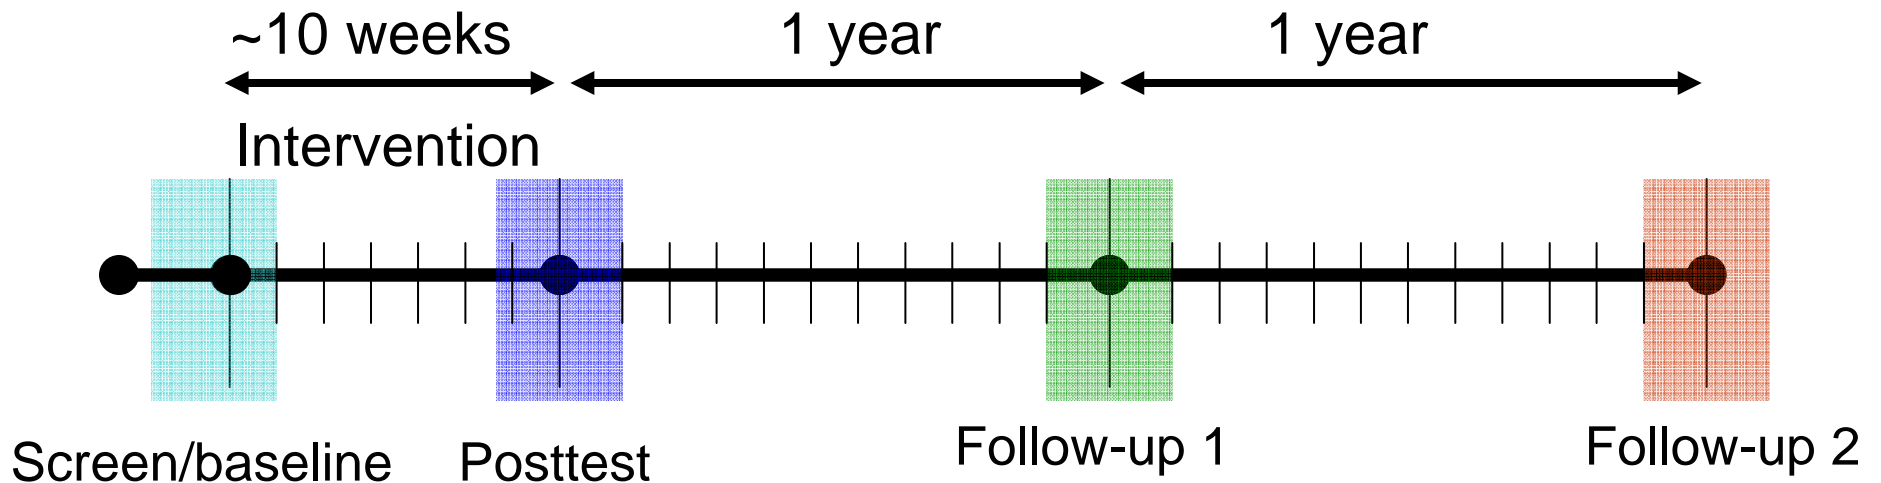 ~10 weeks
1 year
1 year
Intervention
Screen/baseline
Posttest
Follow-up 1
Follow-up 2